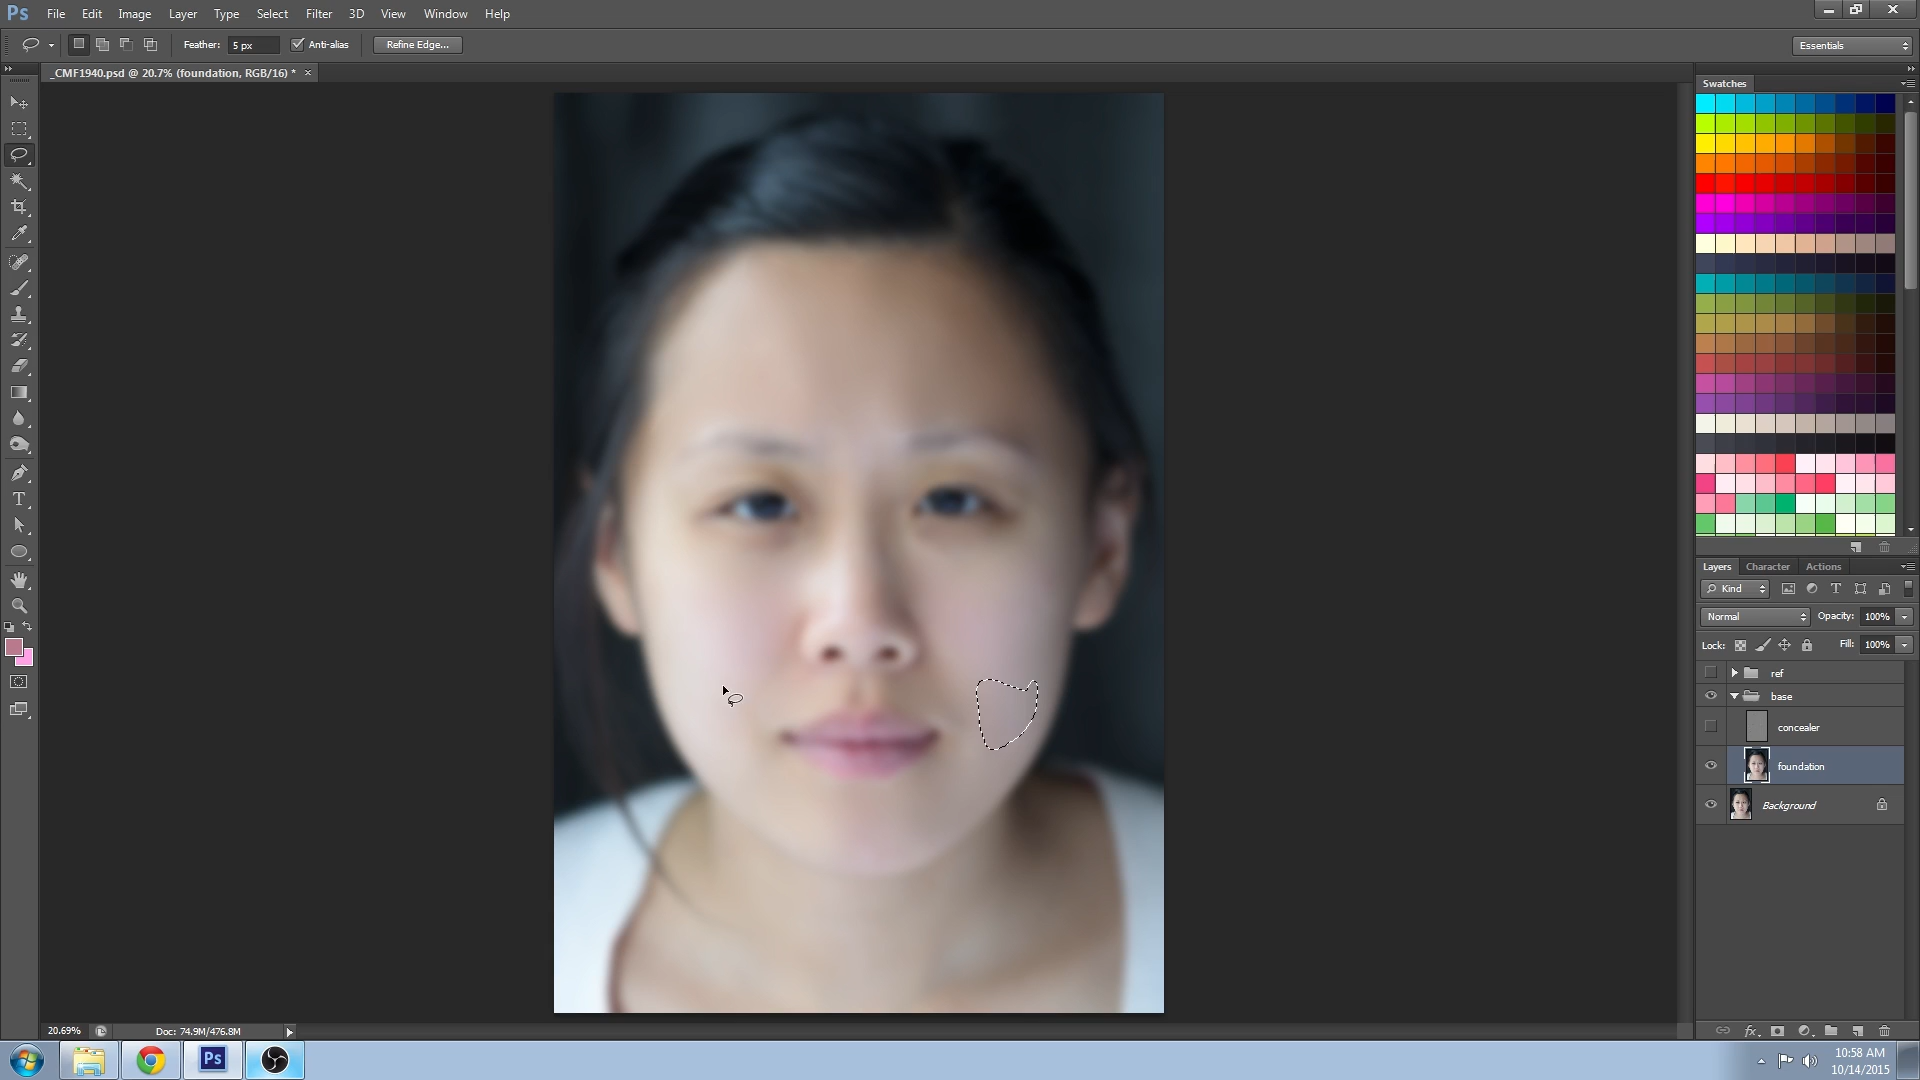 Ps File Edit Image Layer Type Select Filter 3D View Window Help
Feather: 5 px Anti-alias Refine Edge... Essentials
_CMF1940.psd @ 20.7% (foundation, RGB/16) * ×
Swatches
Layers Character Actions
Kind
Normal Opacity: 100%
Lock: Fill: 100%
ref
base
concealer
foundation
Background
20.69% Doc: 74.9M/476.8M
Ps
10:58 AM
10/14/2015